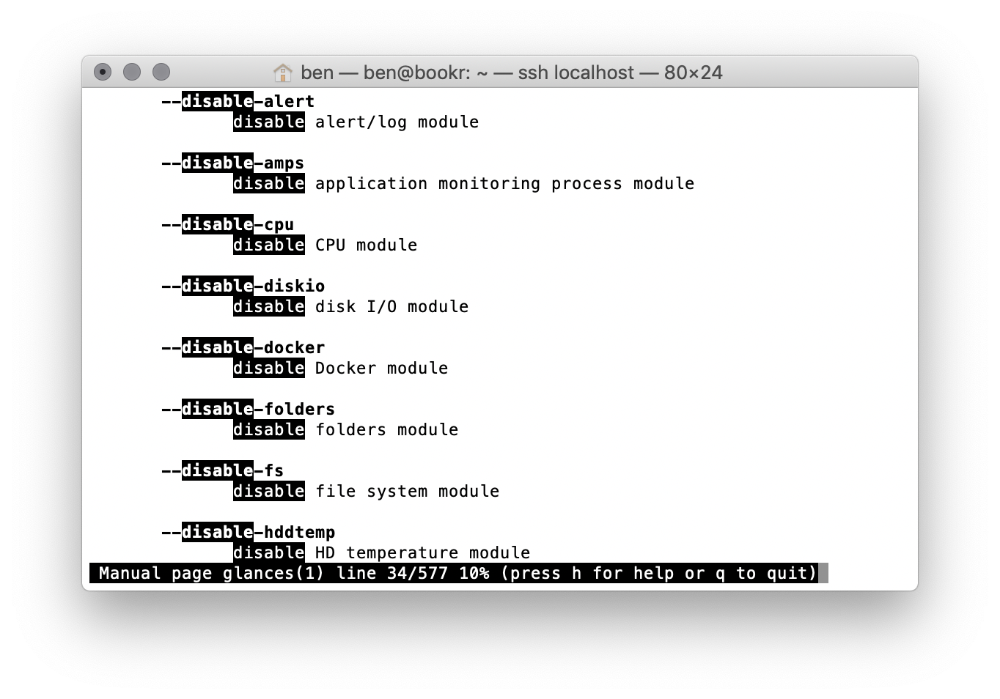 ben — ben@bookr: ~ — ssh localhost — 80×24
--disable-alert
disable alert/log module
--disable-amps
disable application monitoring process module
--disable-cpu
disable CPU module
--disable-diskio
disable disk I/O module
--disable-docker
disable Docker module
--disable-folders
disable folders module
--disable-fs
disable file system module
--disable-hddtemp
disable HD temperature module
Manual page glances(1) line 34/577 10% (press h for help or q to quit)